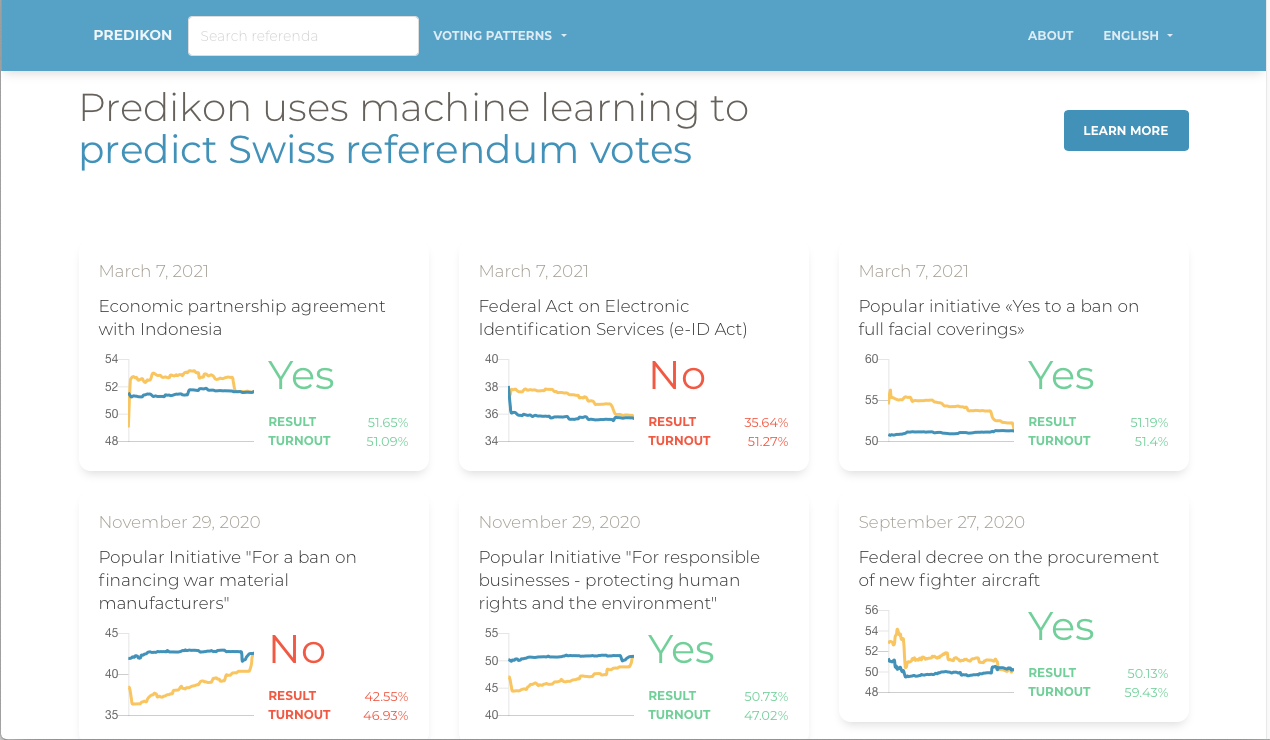 PREDIKON Search referenda VOTING PATTERNS ABOUT ENGLISH
Predikon uses machine learning to
predict Swiss referendum votes
LEARN MORE
March 7, 2021
Economic partnership agreement
with Indonesia
54
52
50
48
Yes
RESULT 51.65%
TURNOUT 51.09%
March 7, 2021
Federal Act on Electronic
Identification Services (e-ID Act)
40
38
36
34
No
RESULT 35.64%
TURNOUT 51.27%
March 7, 2021
Popular initiative «Yes to a ban on
full facial coverings»
60
55
50
Yes
RESULT 51.19%
TURNOUT 51.4%
November 29, 2020
Popular Initiative "For a ban on
financing war material
manufacturers"
45
40
35
No
RESULT 42.55%
TURNOUT 46.93%
November 29, 2020
Popular Initiative "For responsible
businesses - protecting human
rights and the environment"
55
50
45
40
Yes
RESULT 50.73%
TURNOUT 47.02%
September 27, 2020
Federal decree on the procurement
of new fighter aircraft
56
54
52
50
48
Yes
RESULT 50.13%
TURNOUT 59.43%